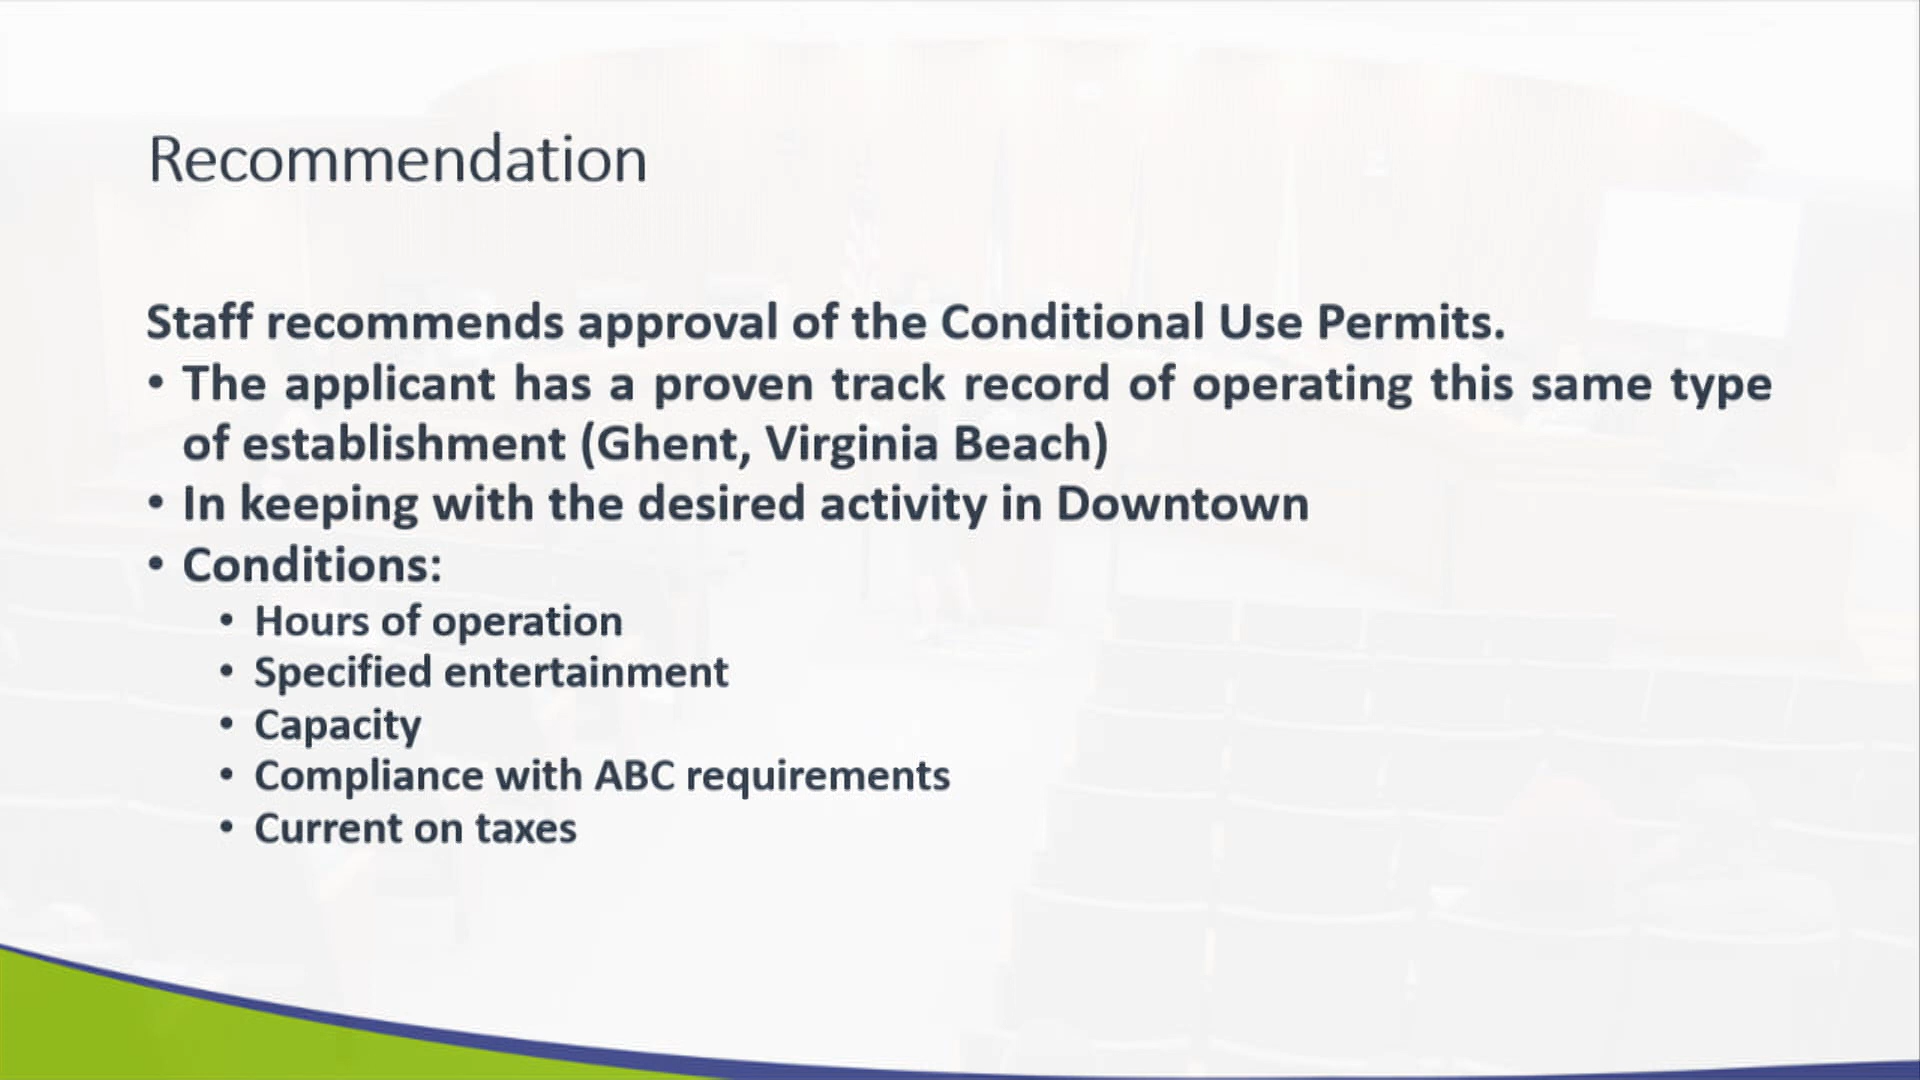 Recommendation
Staff recommends approval of the Conditional Use Permits.
• The applicant has a proven track record of operating this same type
of establishment (Ghent, Virginia Beach)
• In keeping with the desired activity in Downtown
• Conditions:
• Hours of operation
• Specified entertainment
• Capacity
• Compliance with ABC requirements
• Current on taxes